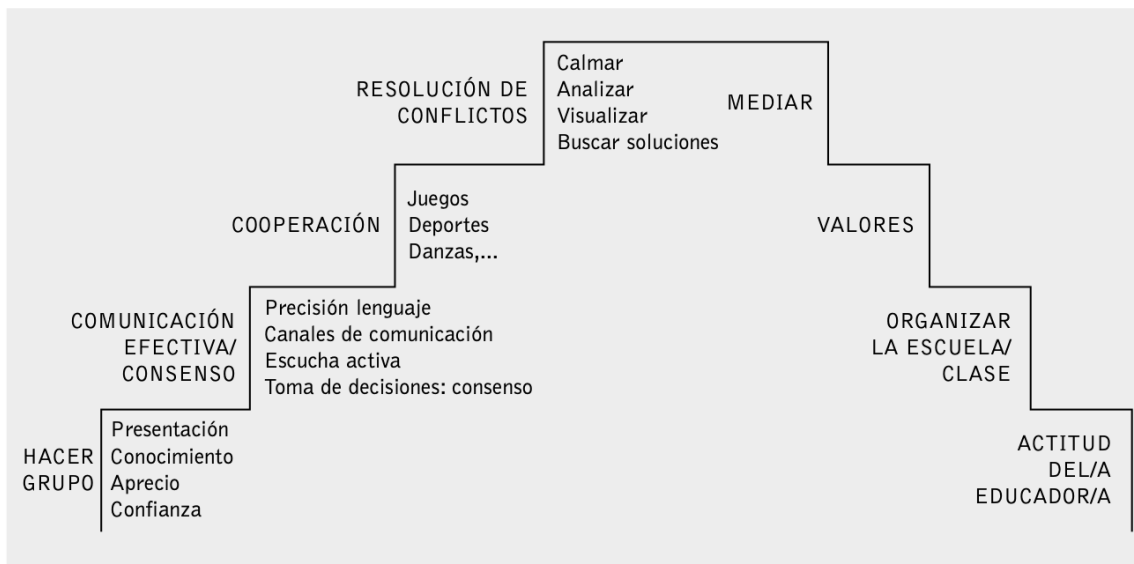 RESOLUCIÓN DE
CONFLICTOS
Calmar
Analizar
Visualizar
Buscar soluciones
MEDIAR
COOPERACIÓN
Juegos
Deportes
Danzas,...
VALORES
COMUNICACIÓN
EFECTIVA/
CONSENSO
Precisión lenguaje
Canales de comunicación
Escucha activa
Toma de decisiones: consenso
ORGANIZAR
LA ESCUELA/
CLASE
HACER
GRUPO
Presentación
Conocimiento
Aprecio
Confianza
ACTITUD
DEL/A
EDUCADOR/A